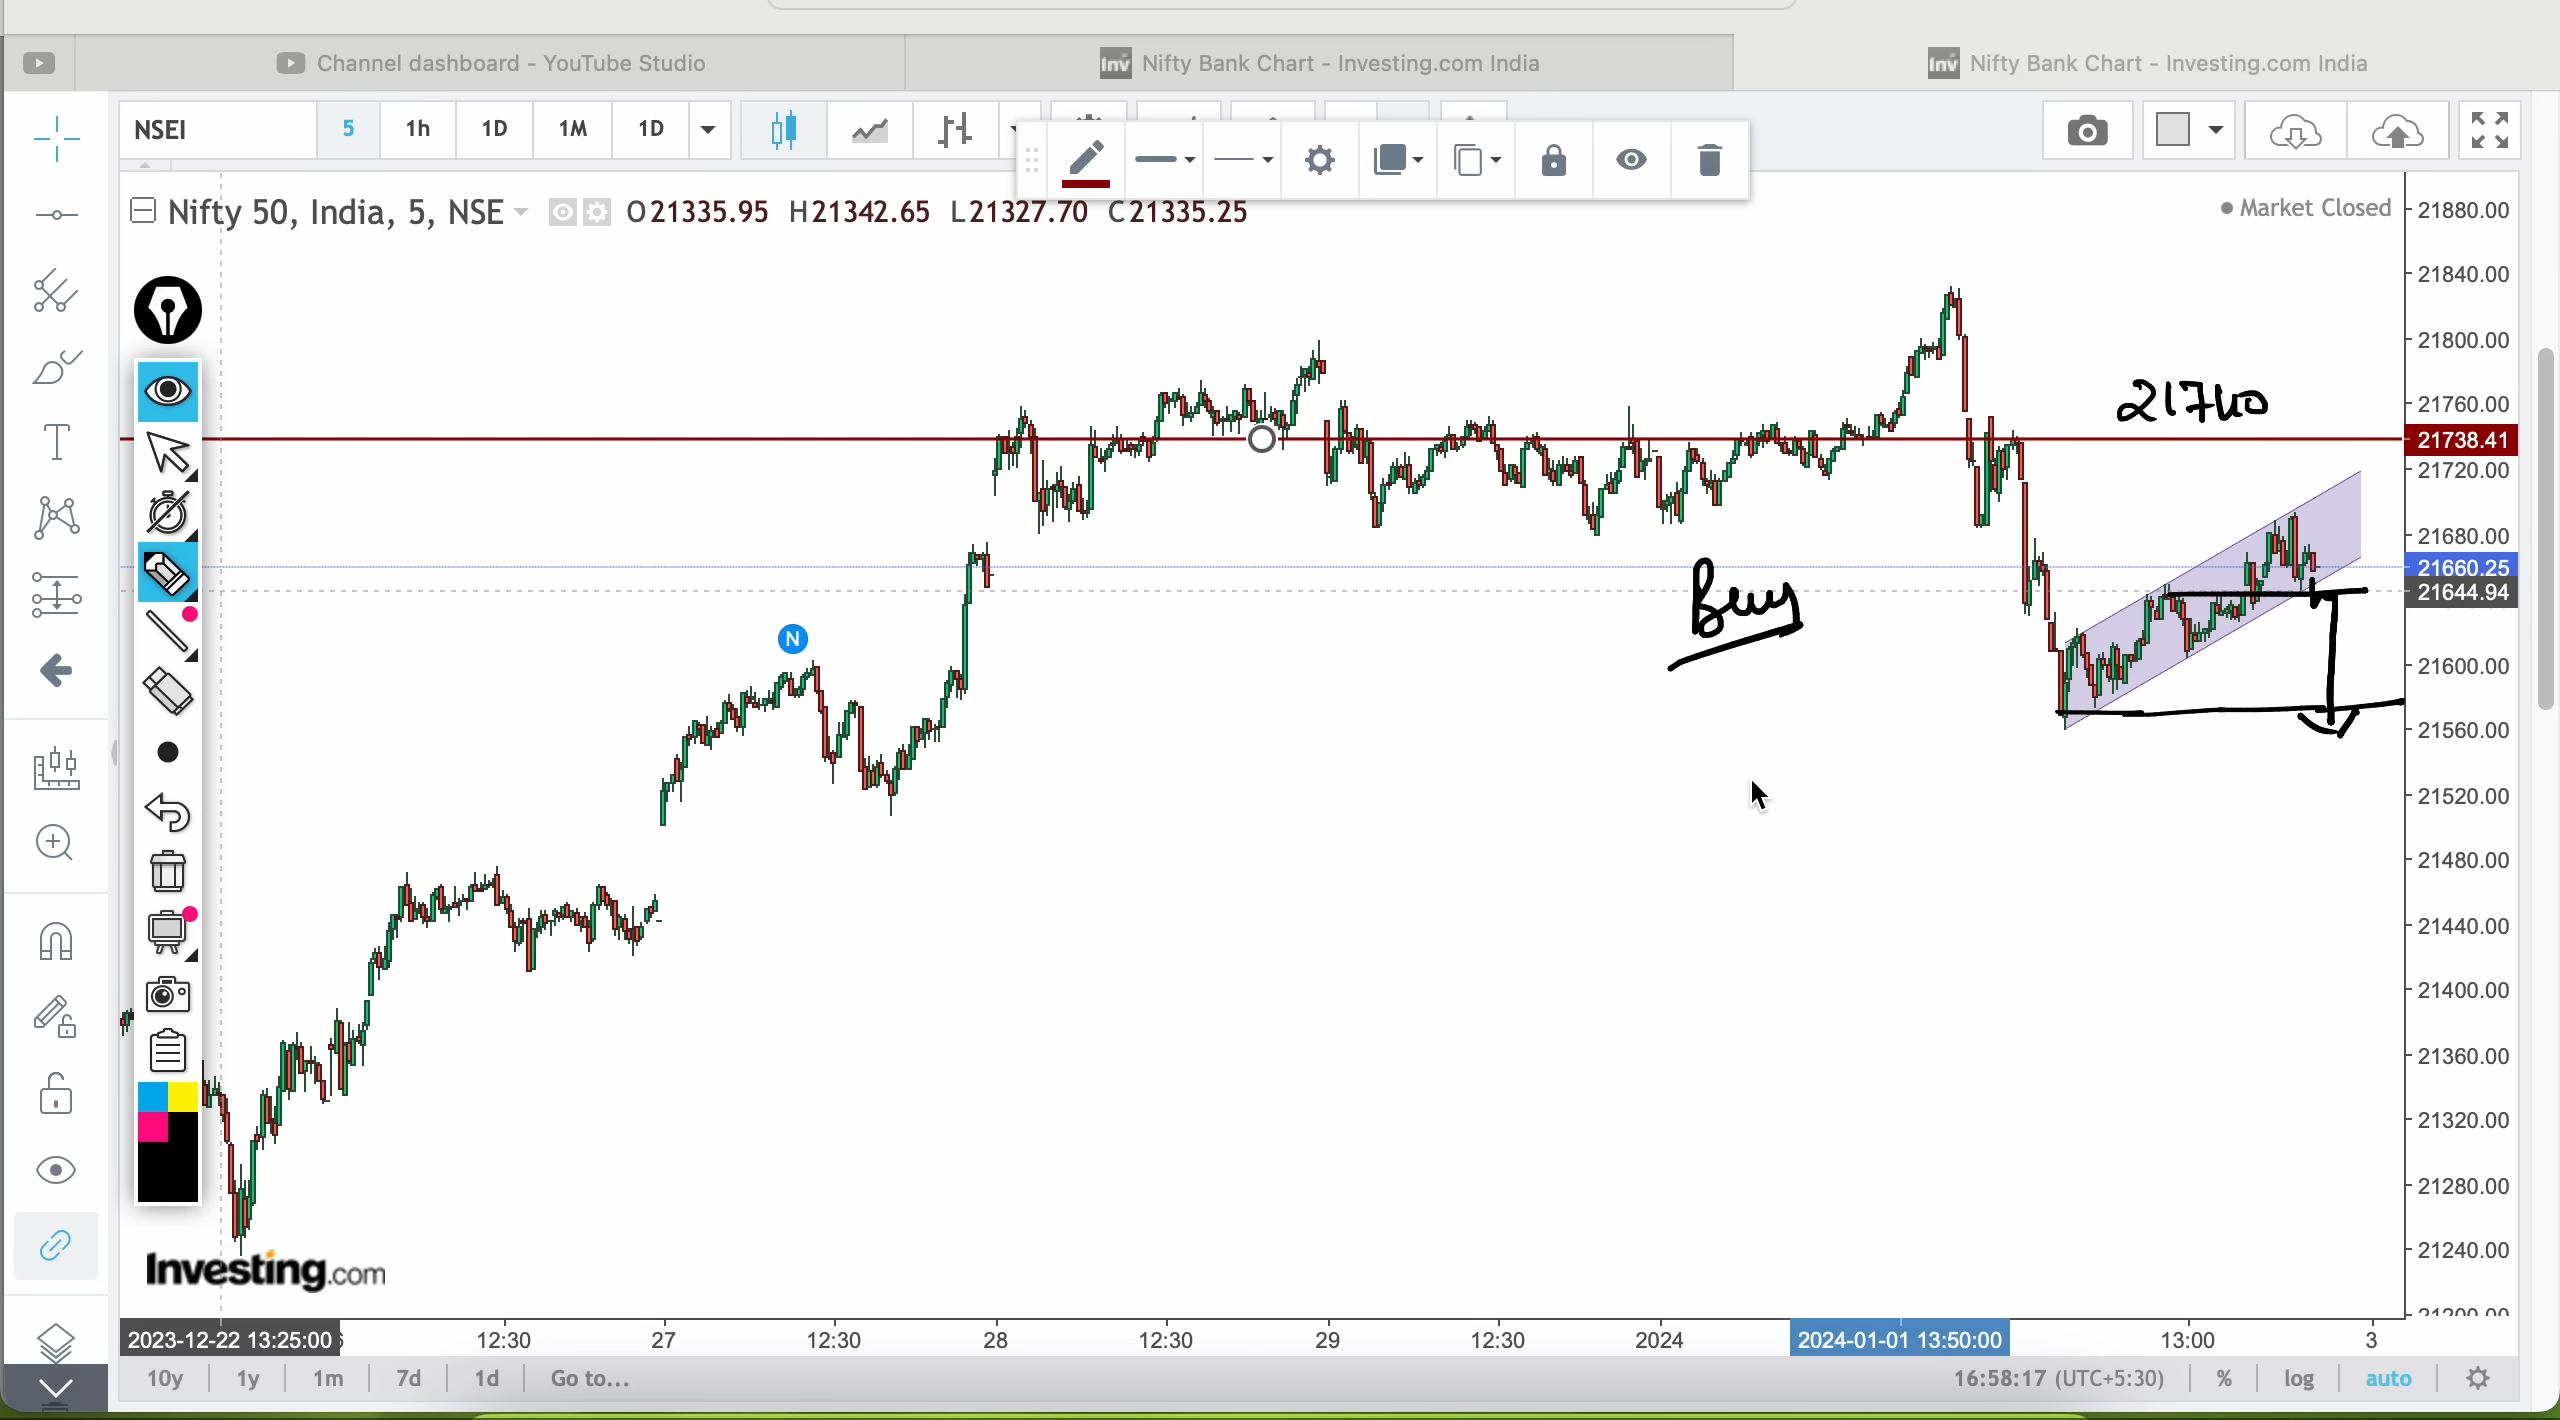 Channel dashboard - YouTube Studio
Inv Nifty Bank Chart - Investing.com India
Inv Nifty Bank Chart - Investing.com India
NSEI 5 1h 1D 1M 1D
Nifty 50, India, 5, NSE O21335.95 H21342.65 L21327.70 C21335.25
Market Closed
21880.00
21840.00
21800.00
21760.00
21738.41
21720.00
21680.00
21660.25
21644.94
21600.00
21560.00
21520.00
21480.00
21440.00
21400.00
21360.00
21320.00
21280.00
21240.00
21200.00
21740
Buy
N
T
Investing.com
2023-12-22 13:25:00 12:30 27 12:30 28 12:30 29 12:30 2024 2024-01-01 13:50:00 13:00 3
10y 1y 1m 7d 1d Go to... 16:58:17 (UTC+5:30) % log auto